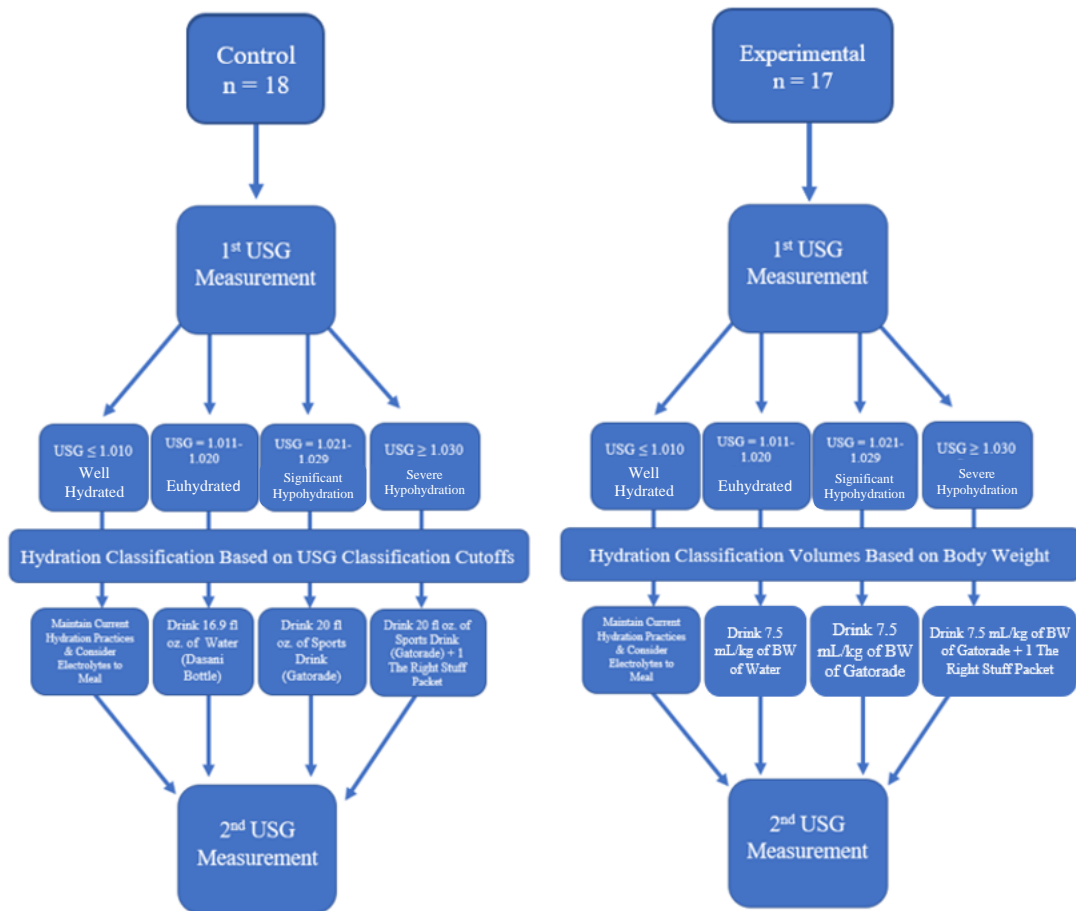 Control
n = 18
1st USG
Measurement
USG ≤ 1.010
Well
Hydrated
USG = 1.011-
1.020
Euhydrated
USG = 1.021-
1.029
Significant
Hypohydration
USG ≥ 1.030
Severe
Hypohydration
Hydration Classification Based on USG Classification Cutoffs
Maintain Current
Hydration Practices
& Consider
Electrolytes to
Meal
Drink 16.9 fl
oz. of Water
(Dasani
Bottle)
Drink 20 fl
oz. of Sports
Drink
(Gatorade)
Drink 20 fl oz. of
Sports Drink
(Gatorade) + 1
The Right Stuff
Packet
2nd USG
Measurement
Experimental
n = 17
1st USG
Measurement
USG ≤ 1.010
Well
Hydrated
USG = 1.011-
1.020
Euhydrated
USG = 1.021-
1.029
Significant
Hypohydration
USG ≥ 1.030
Severe
Hypohydration
Hydration Classification Volumes Based on Body Weight
Maintain Current
Hydration Practices
& Consider
Electrolytes to
Meal
Drink 7.5
mL/kg of BW
of Water
Drink 7.5
mL/kg of BW
of Gatorade
Drink 7.5 mL/kg of BW
of Gatorade + 1 The
Right Stuff Packet
2nd USG
Measurement